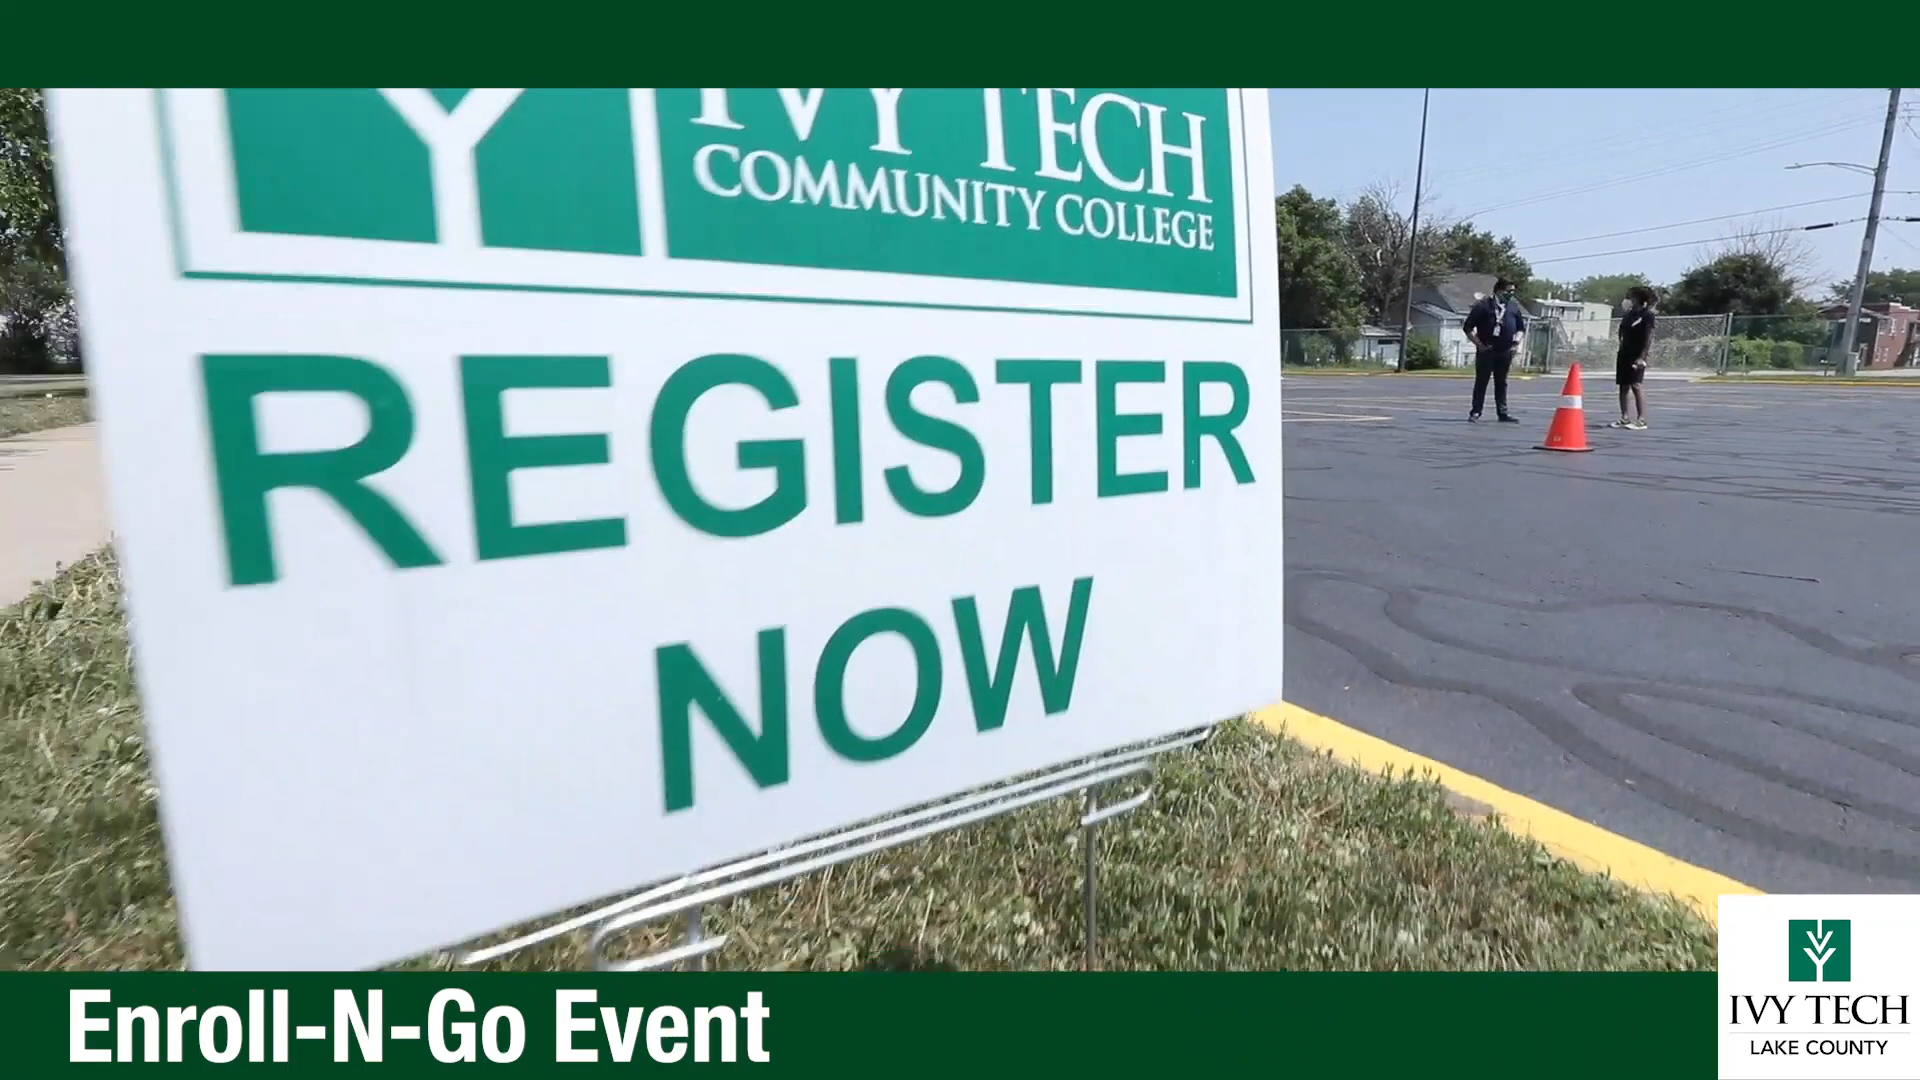 IVY TECH
COMMUNITY COLLEGE
REGISTER
NOW
Enroll-N-Go Event
IVY TECH
LAKE COUNTY